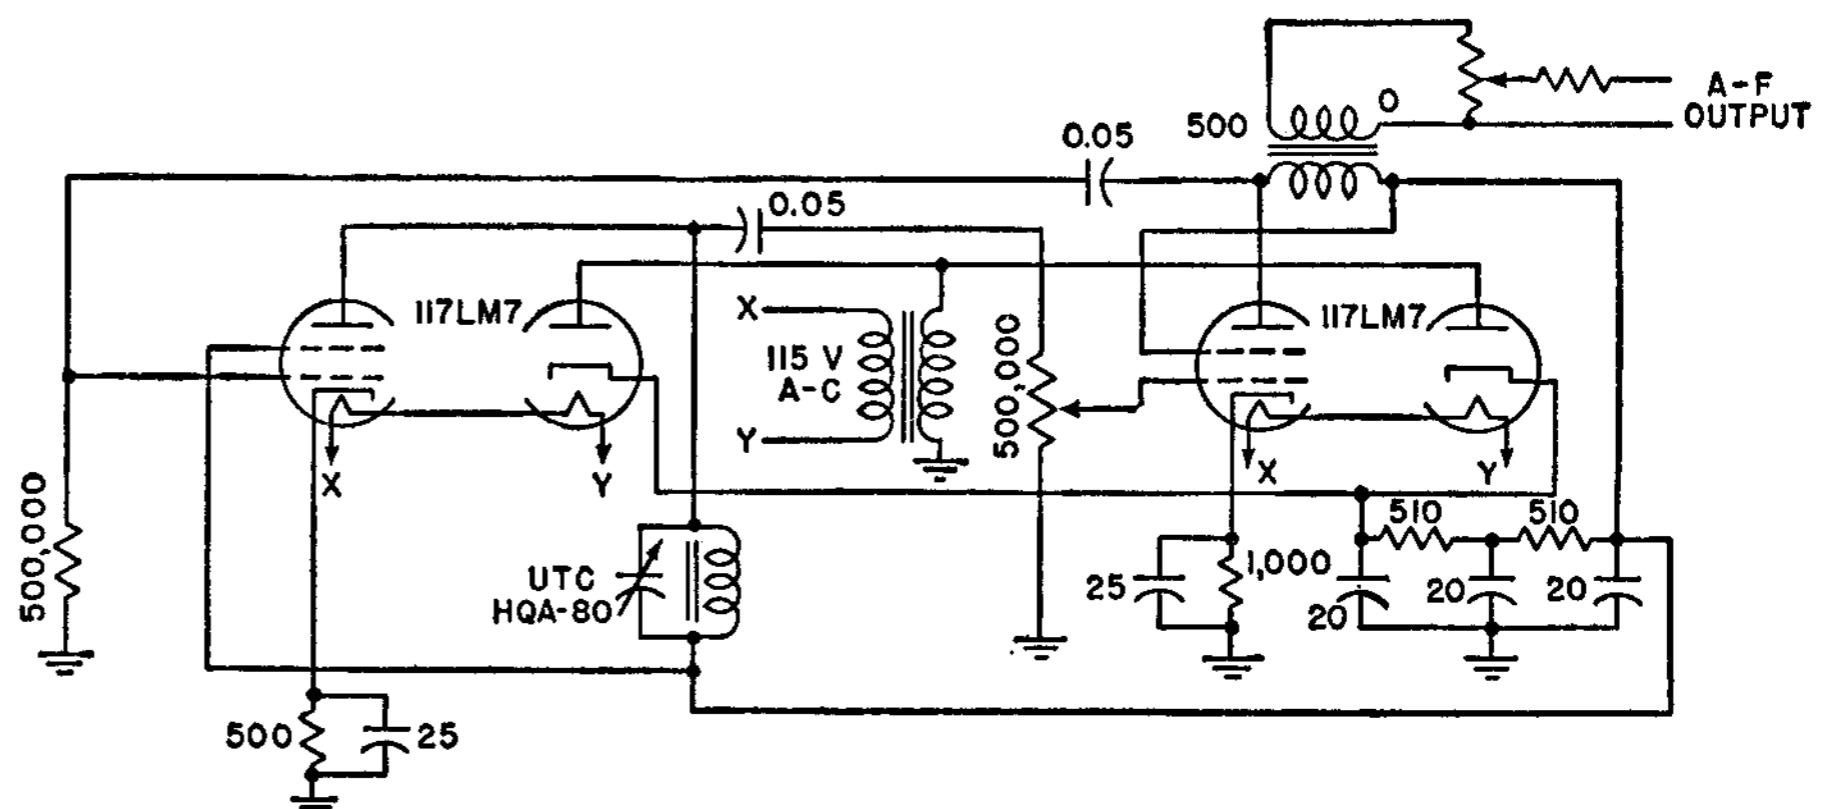 A-F
OUTPUT
500
0
0.05
0.05
117LM7
117LM7
X
115 V
A-C
Y
500,000
X
Y
X
Y
500,000
510
510
UTC
HQA-80
25
1,000
20
20
20
500
25